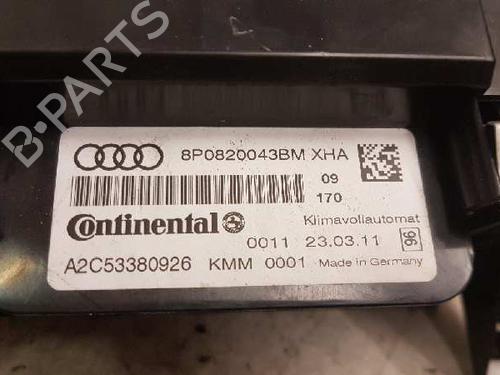 8P0820043BM XHA
09
170
Continental
Klimavollautomat
0011 23.03.11 96
A2C53380926 KMM 0001 Made in Germany
B-PARTS